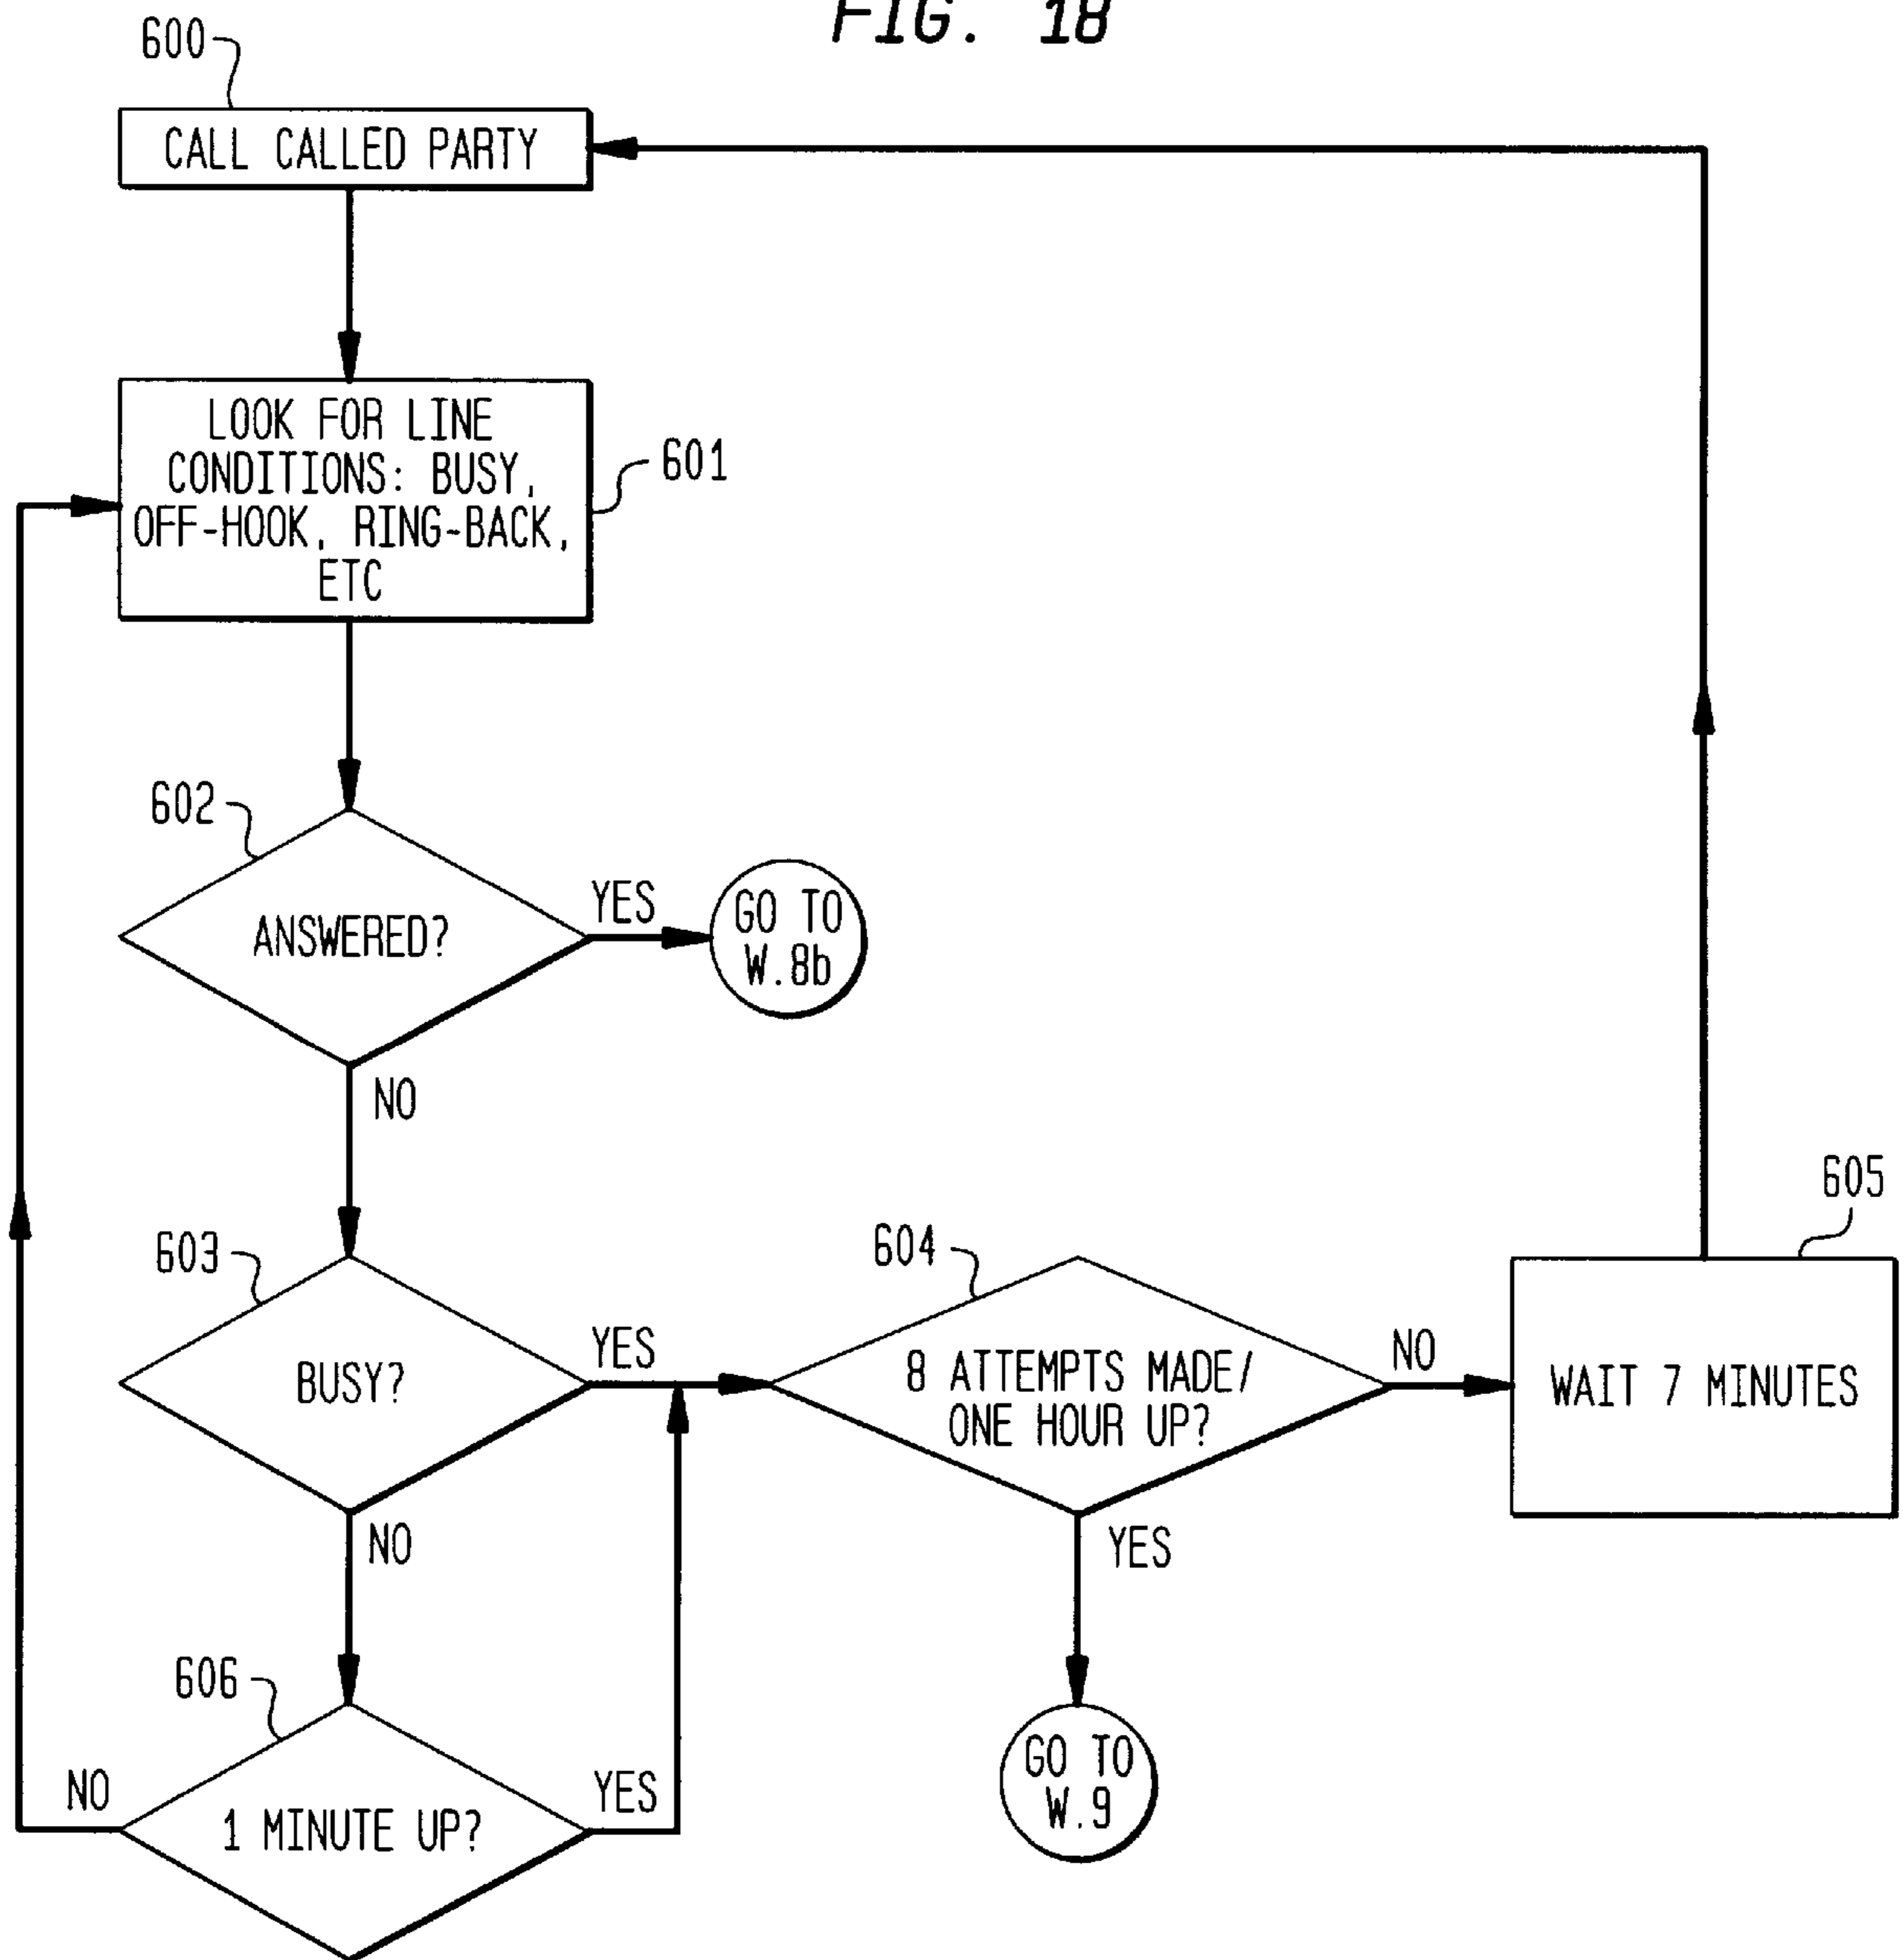 FIG. 18
600
CALL CALLED PARTY
LOOK FOR LINE
CONDITIONS: BUSY,
OFF-HOOK, RING-BACK,
ETC
601
602
ANSWERED?
YES
GO TO
W.8b
NO
603
BUSY?
YES
604
8 ATTEMPTS MADE/
ONE HOUR UP?
NO
605
WAIT 7 MINUTES
NO
YES
606
1 MINUTE UP?
NO
YES
GO TO
W.9